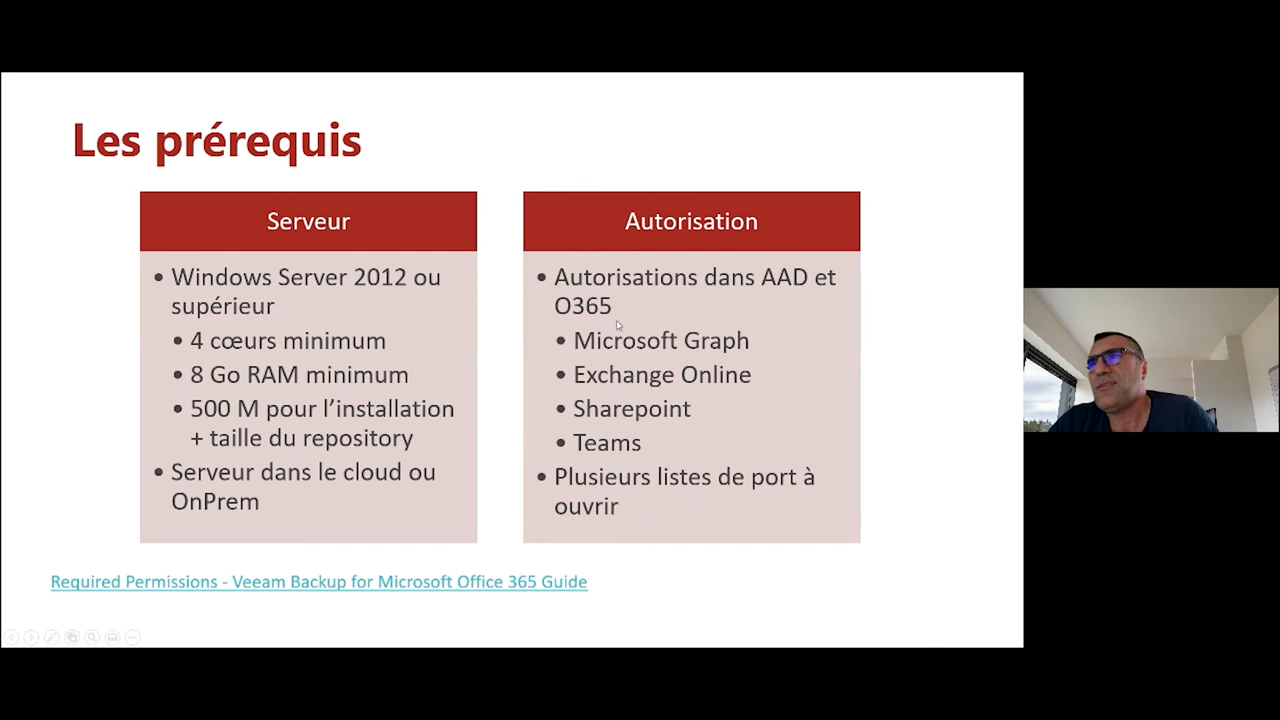 Les prérequis
Serveur
• Windows Server 2012 ou
supérieur
• 4 cœurs minimum
• 8 Go RAM minimum
• 500 M pour l’installation
+ taille du repository
• Serveur dans le cloud ou
OnPrem
Autorisation
• Autorisations dans AAD et
O365
• Microsoft Graph
• Exchange Online
• Sharepoint
• Teams
• Plusieurs listes de port à
ouvrir
Required Permissions - Veeam Backup for Microsoft Office 365 Guide